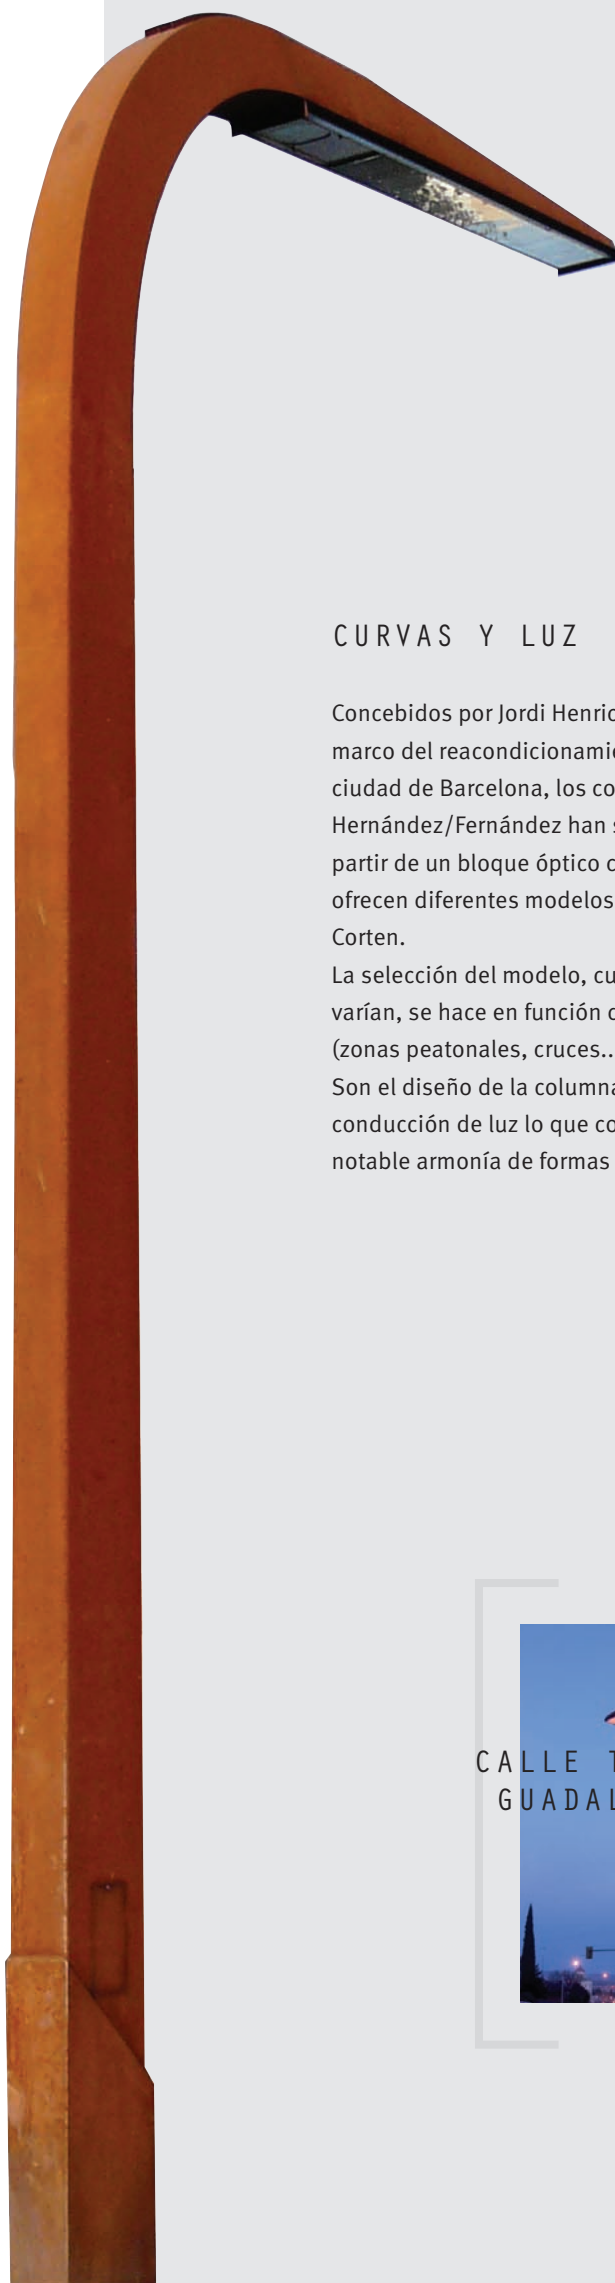 CURVAS Y LUZ
Concebidos por Jordi Henric
marco del reacondicionami
ciudad de Barcelona, los co
Hernández/Fernández han s
partir de un bloque óptico c
ofrecen diferentes modelos
Corten.
La selección del modelo, cu
varían, se hace en función
(zonas peatonales, cruces..
Son el diseño de la columna
conducción de luz lo que co
notable armonía de formas
CALLE
GUADAL